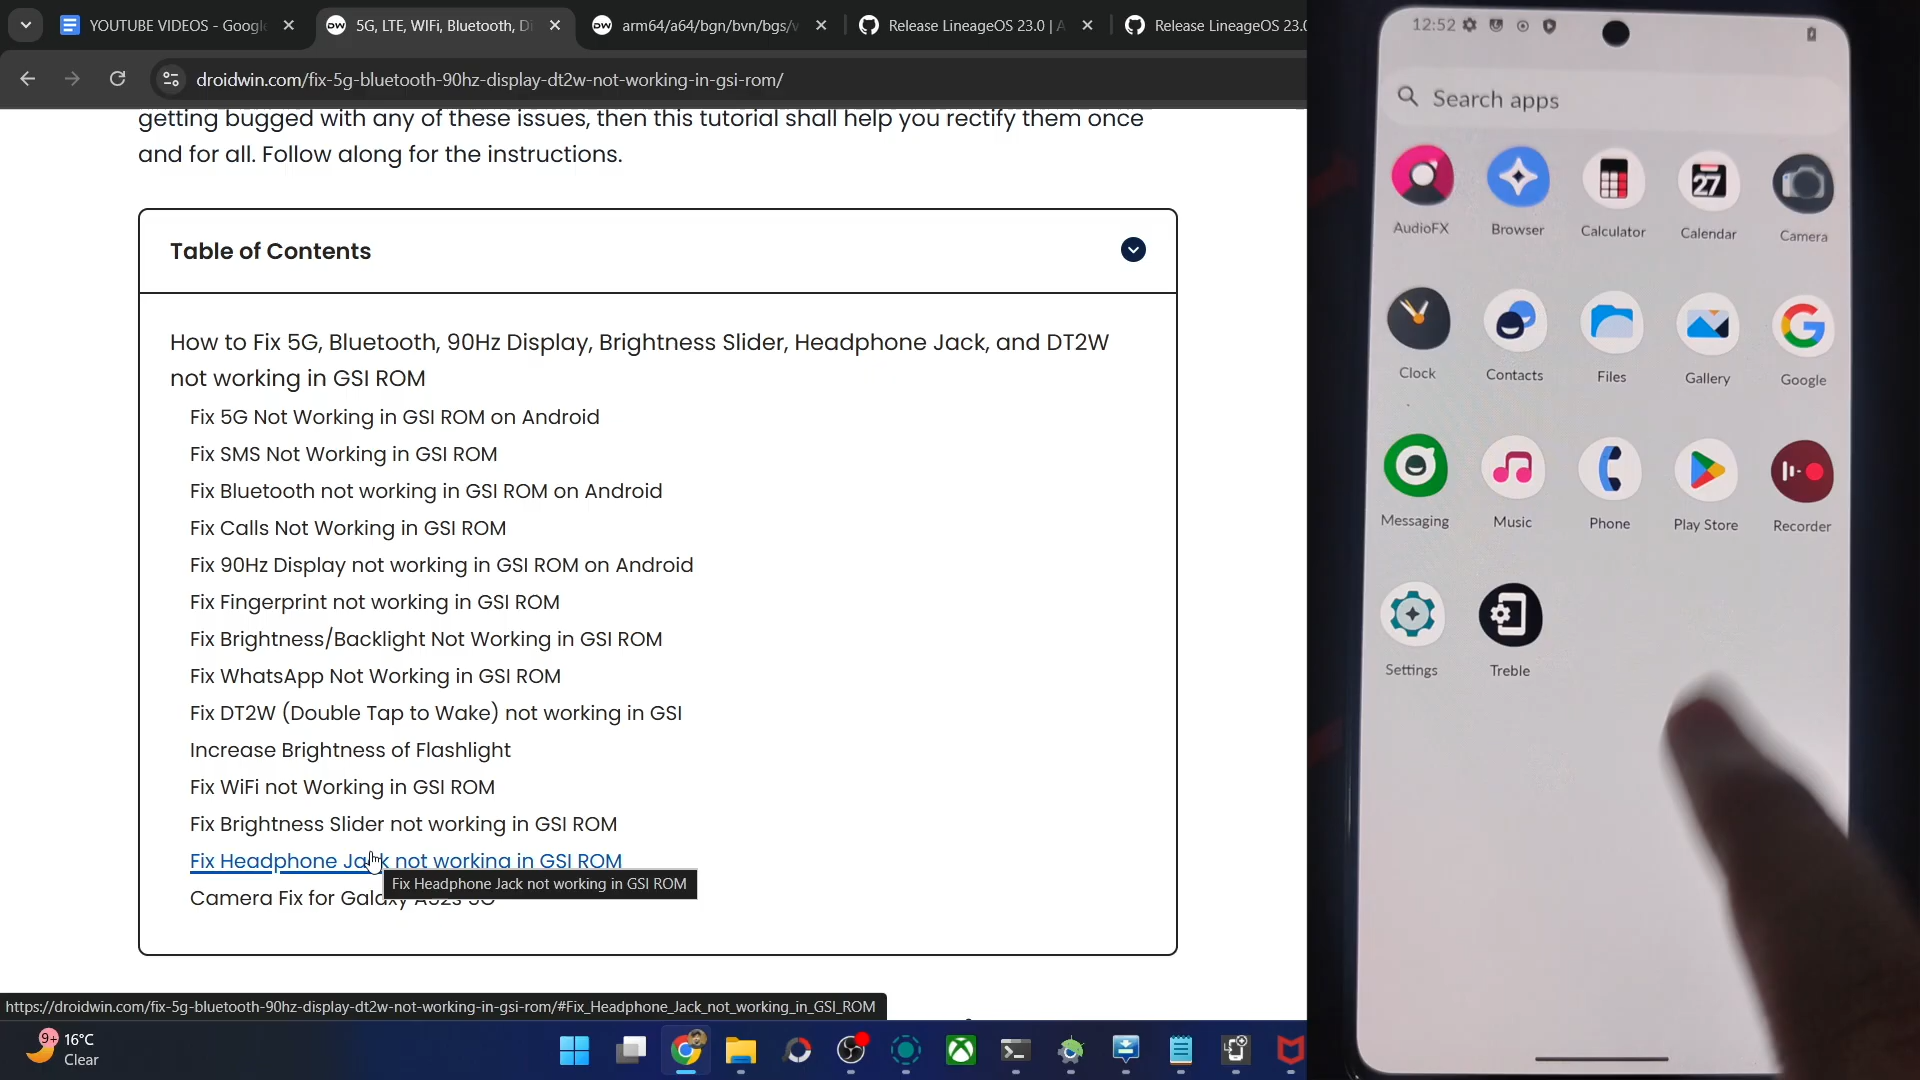 YOUTUBE VIDEOS - Googl
5G, LTE, WIFi, Bluetooth, Di
arm64/a64/bgn/bvn/bgs/v
Release LineageOS 23.0 | A
Release LineageOS 23.0
droidwin.com/fix-5g-bluetooth-90hz-display-dt2w-not-working-in-gsi-rom/
getting bugged with any of these issues, then this tutorial shall help you rectify them once
and for all. Follow along for the instructions.
Table of Contents
How to Fix 5G, Bluetooth, 90Hz Display, Brightness Slider, Headphone Jack, and DT2W
not working in GSI ROM
Fix 5G Not Working in GSI ROM on Android
Fix SMS Not Working in GSI ROM
Fix Bluetooth not working in GSI ROM on Android
Fix Calls Not Working in GSI ROM
Fix 90Hz Display not working in GSI ROM on Android
Fix Fingerprint not working in GSI ROM
Fix Brightness/Backlight Not Working in GSI ROM
Fix WhatsApp Not Working in GSI ROM
Fix DT2W (Double Tap to Wake) not working in GSI
Increase Brightness of Flashlight
Fix WiFi not Working in GSI ROM
Fix Brightness Slider not working in GSI ROM
Fix Headphone Jack not working in GSI ROM
Fix Headphone Jack not working in GSI ROM
Camera Fix for Galaxy A52s 5G
https://droidwin.com/fix-5g-bluetooth-90hz-display-dt2w-not-working-in-gsi-rom/#Fix_Headphone_Jack_not_working_in_GSI_ROM
9+
16°C
Clear
12:52
Search apps
27
AudioFX
Browser
Calculator
Calendar
Camera
Clock
Contacts
Files
Gallery
Google
Messaging
Music
Phone
Play Store
Recorder
Settings
Treble